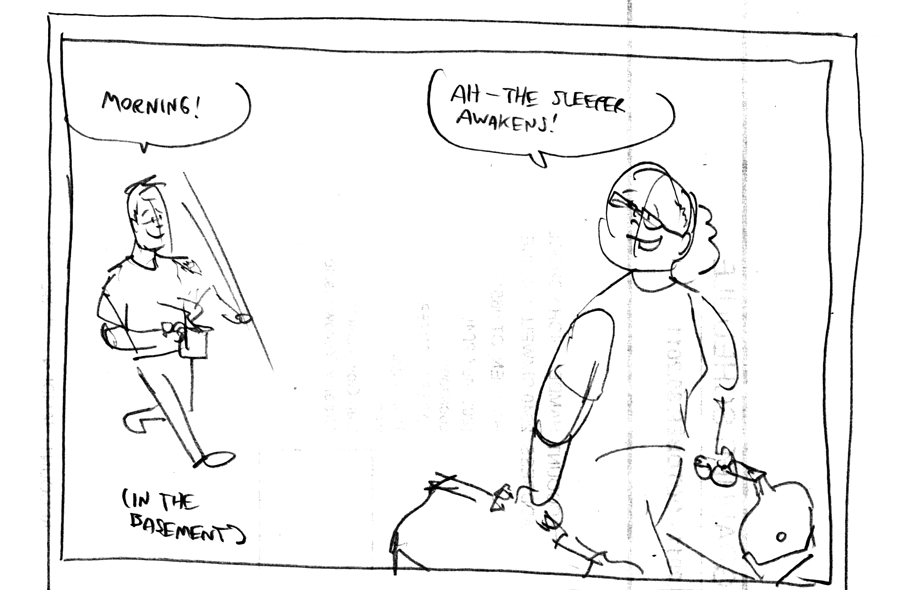 MORNING!
AH – THE SLEEPER
AWAKENS!
(IN THE
BASEMENT)